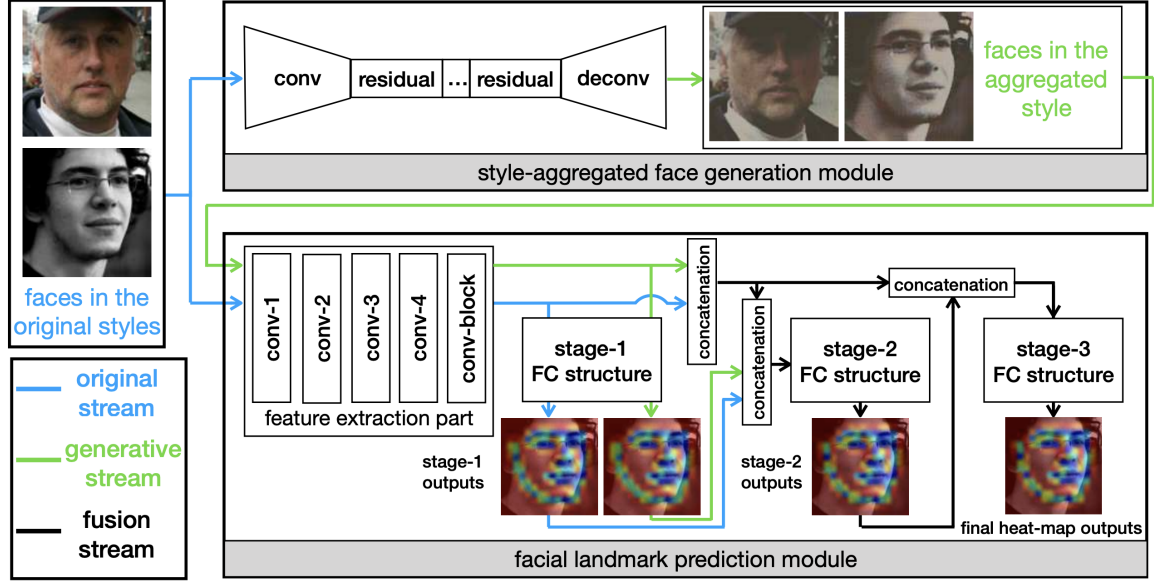 faces in the
original styles
original
stream
generative
stream
fusion
stream
conv
residual
...
residual
deconv
faces in the
aggregated
style
style-aggregated face generation module
conv-1
conv-2
conv-3
conv-4
conv-block
feature extraction part
stage-1
FC structure
concatenation
concatenation
stage-2
FC structure
concatenation
stage-3
FC structure
stage-1
outputs
stage-2
outputs
final heat-map outputs
facial landmark prediction module